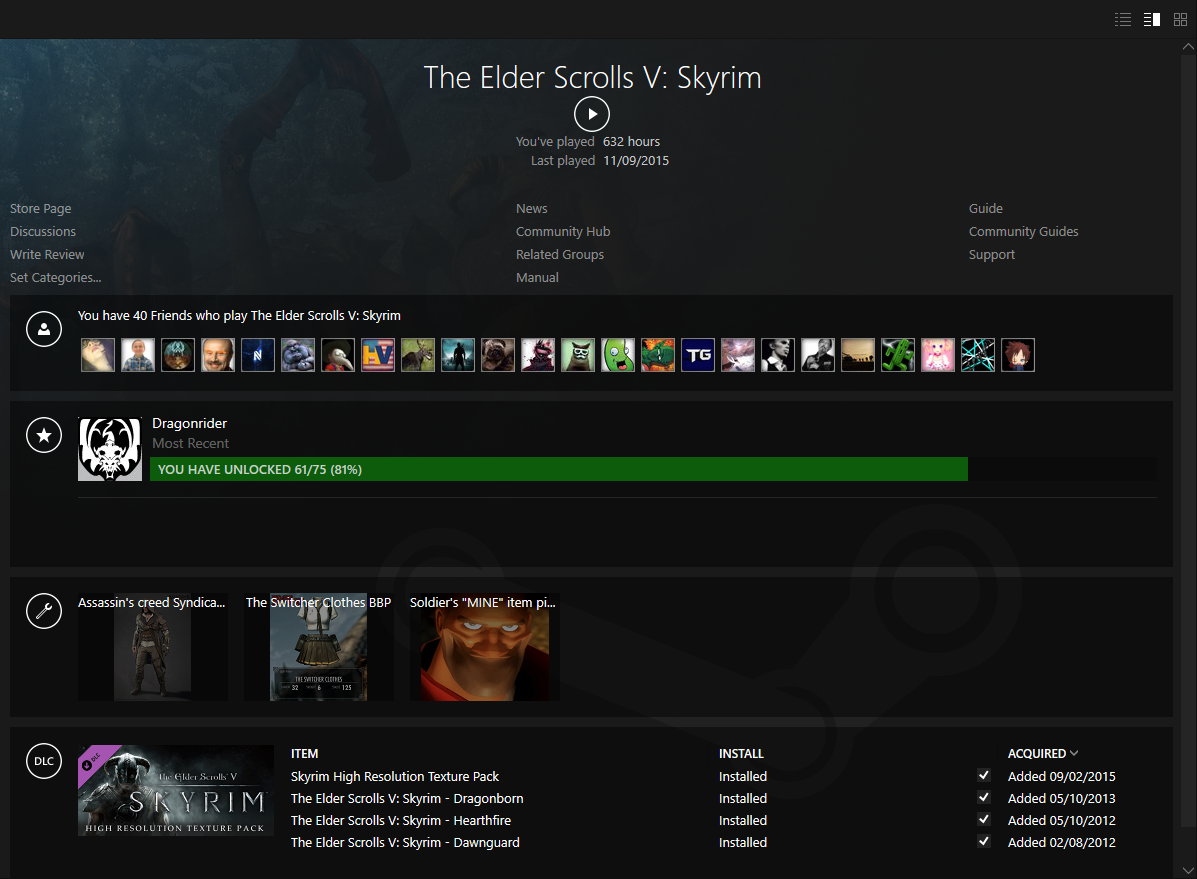 The Elder Scrolls V: Skyrim
You've played 632 hours
Last played 11/09/2015
Store Page
News
Guide
Discussions
Community Hub
Community Guides
Write Review
Related Groups
Support
Set Categories...
Manual
You have 40 Friends who play The Elder Scrolls V: Skyrim
HV
TG
Dragonrider
Most Recent
YOU HAVE UNLOCKED 61/75 (81%)
Assassin's creed Syndica...
The Switcher Clothes BBP
Soldier's "MINE" item pi...
THE SWITCHER CLOTHES
32 6 125
DLC
DLC
The Elder Scrolls V
SKYRIM
HIGH RESOLUTION TEXTURE PACK
ITEM INSTALL ACQUIRED
Skyrim High Resolution Texture Pack Installed Added 09/02/2015
The Elder Scrolls V: Skyrim - Dragonborn Installed Added 05/10/2013
The Elder Scrolls V: Skyrim - Hearthfire Installed Added 05/10/2012
The Elder Scrolls V: Skyrim - Dawnguard Installed Added 02/08/2012